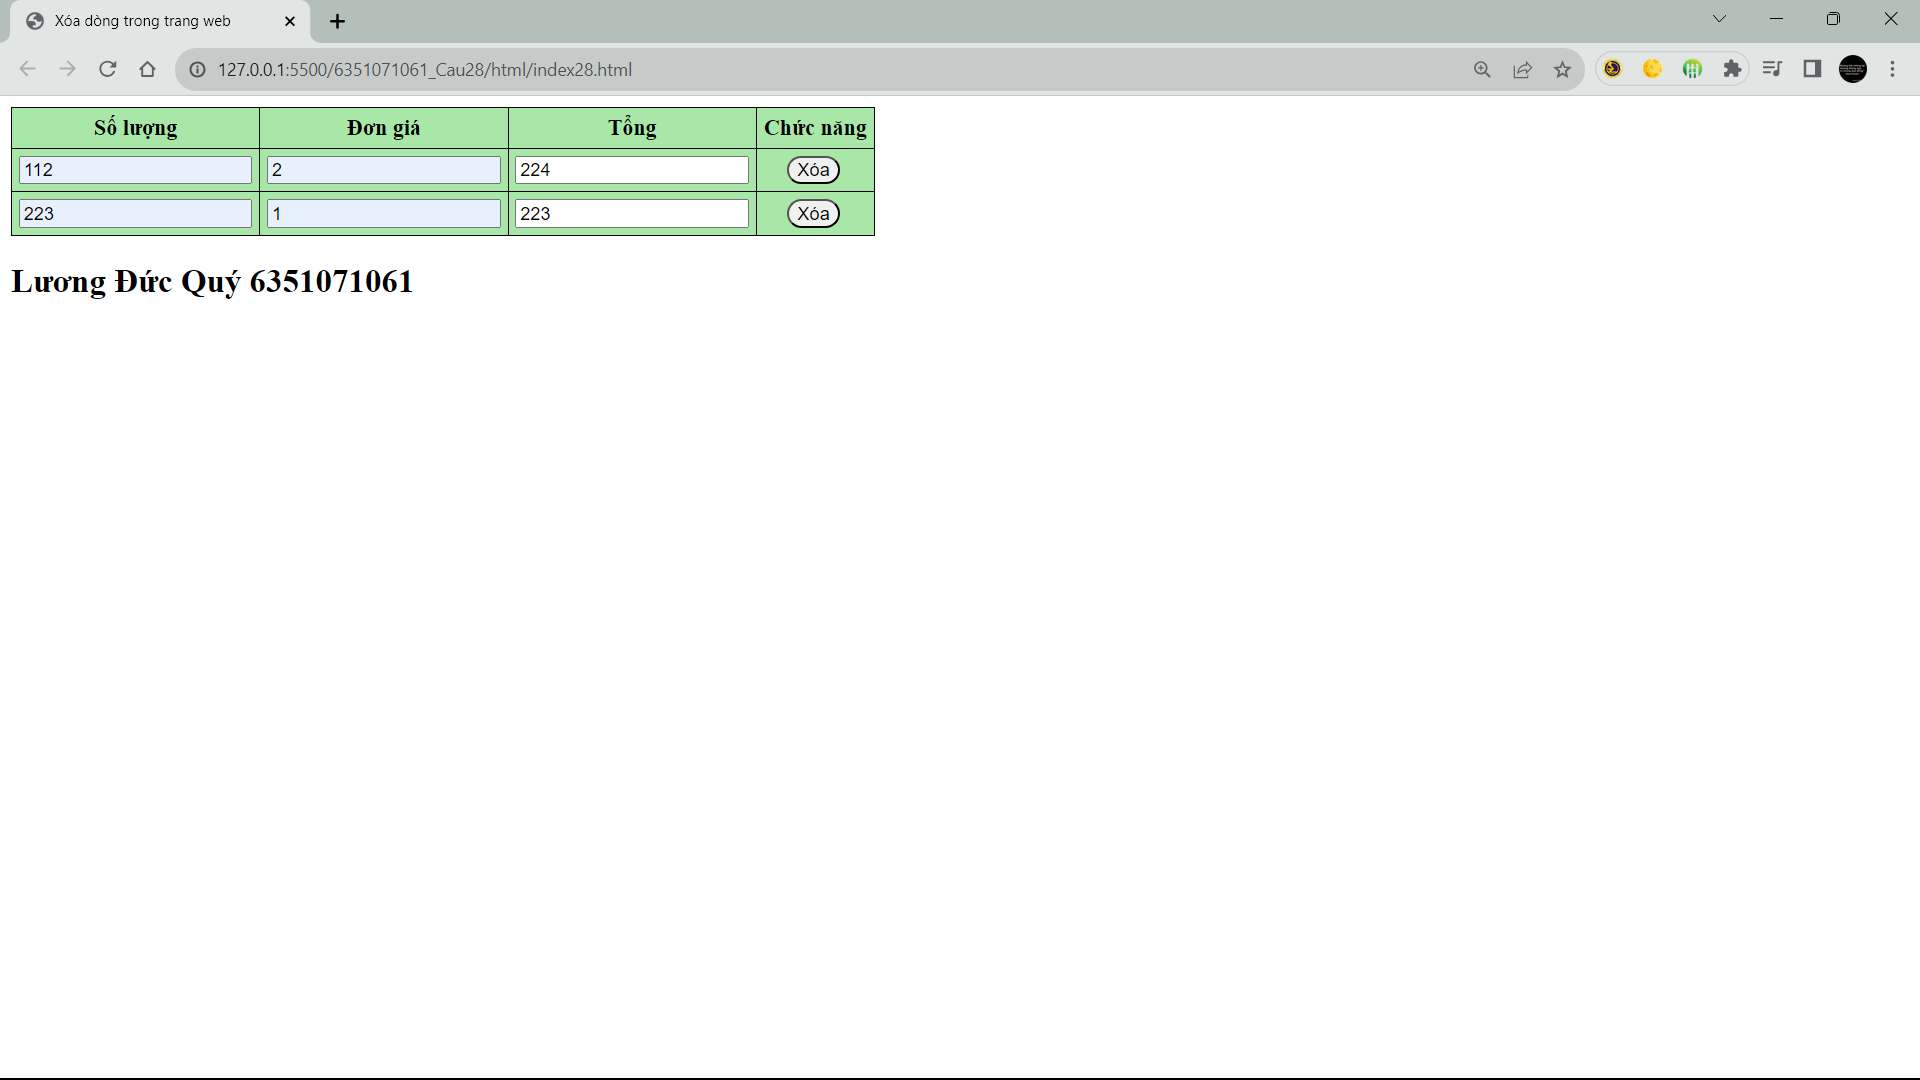 Xóa dòng trong trang web
127.0.0.1:5500/6351071061_Cau28/html/index28.html
Số lượng Đơn giá Tổng Chức năng
112 2 224 Xóa
223 1 223 Xóa
Lương Đức Quý 6351071061